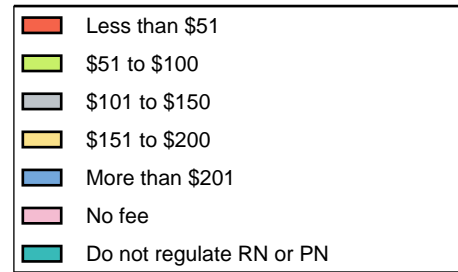 Less than $51
$51 to $100
$101 to $150
$151 to $200
More than $201
No fee
Do not regulate RN or PN